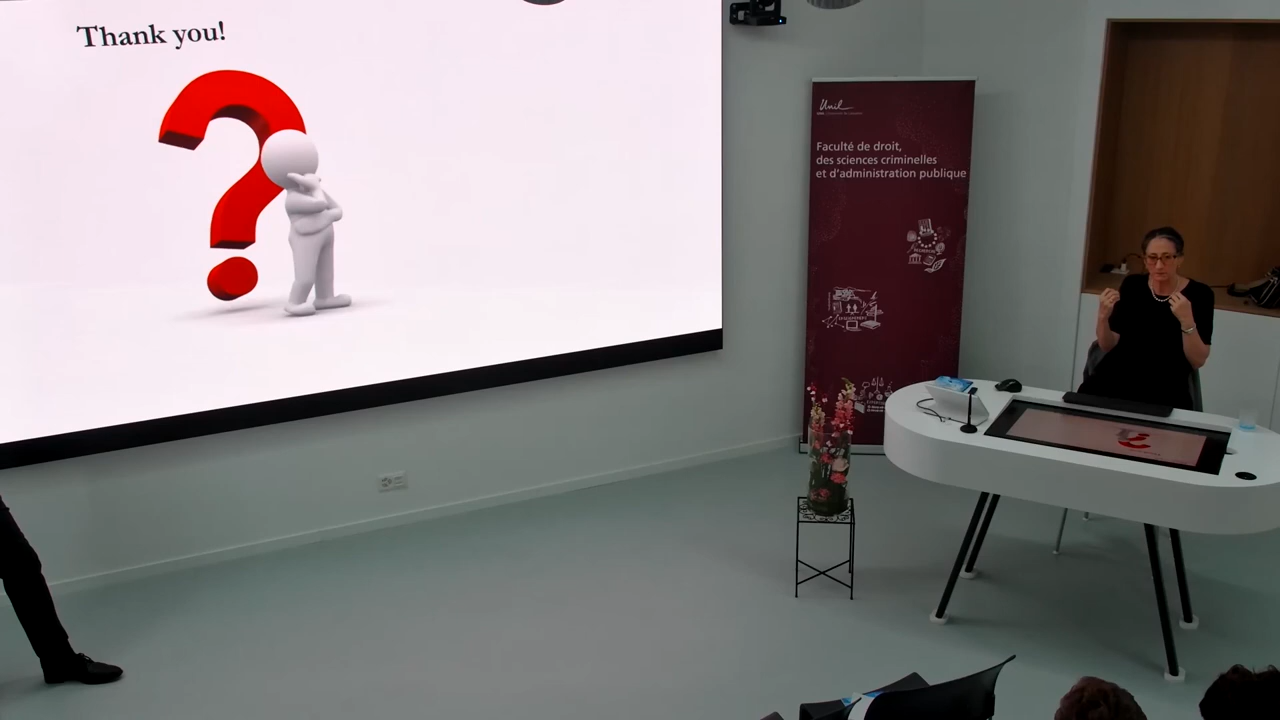 Thank you!
Unil
Faculté de droit,
des sciences criminelles
et d'administration publique